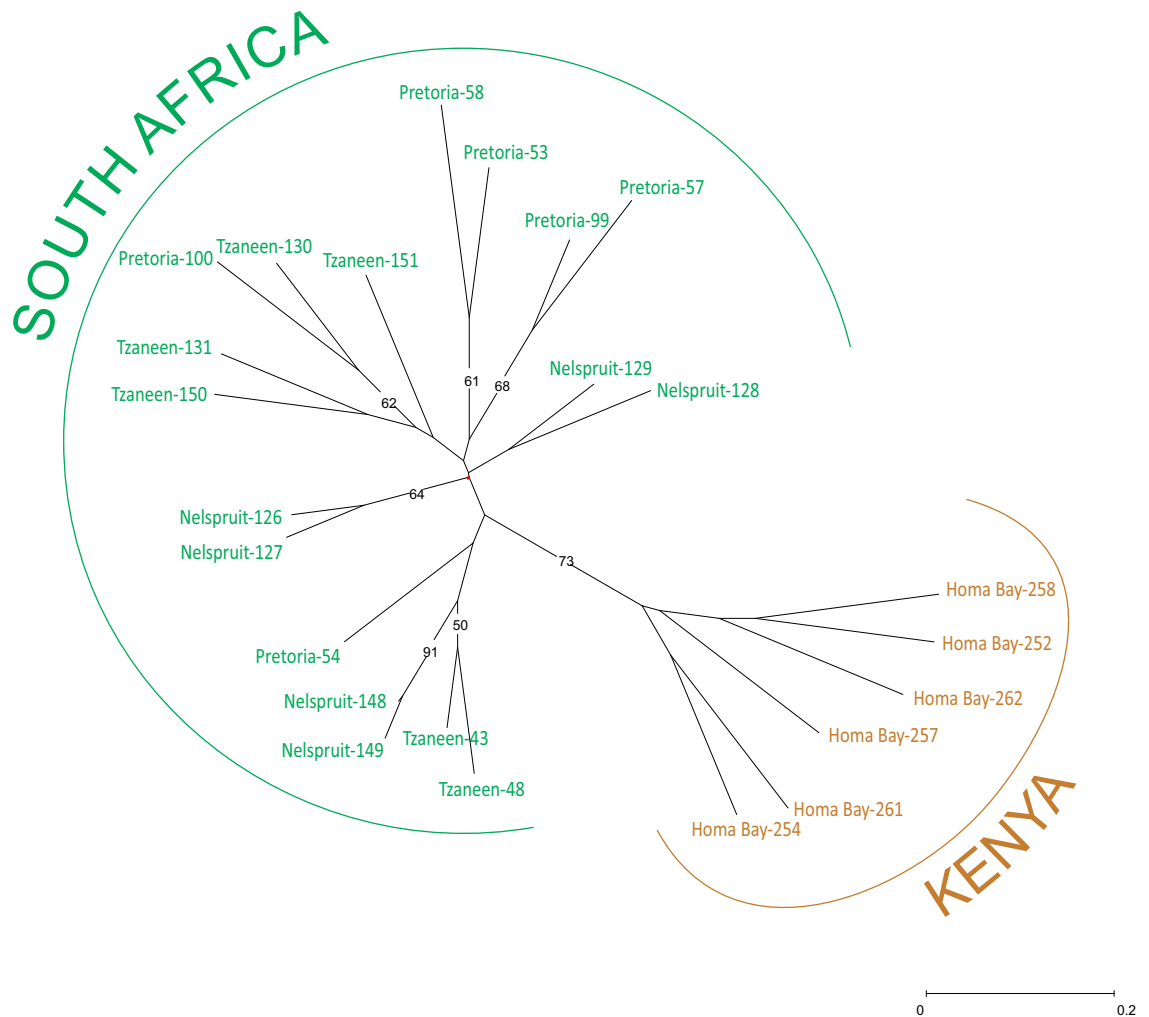 SOUTH AFRICA
Pretoria-58
Pretoria-53
Pretoria-57
Pretoria-99
Tzaneen-130
Pretoria-100
Tzaneen-151
Tzaneen-131
Nelspruit-129
61
68
Nelspruit-128
Tzaneen-150
62
64
Nelspruit-126
Nelspruit-127
73
Homa Bay-258
50
Homa Bay-252
91
Pretoria-54
Nelspruit-148
Homa Bay-262
Homa Bay-257
Tzaneen-43
Nelspruit-149
Tzaneen-48
Homa Bay-261
Homa Bay-254
KENYA
0 0.2